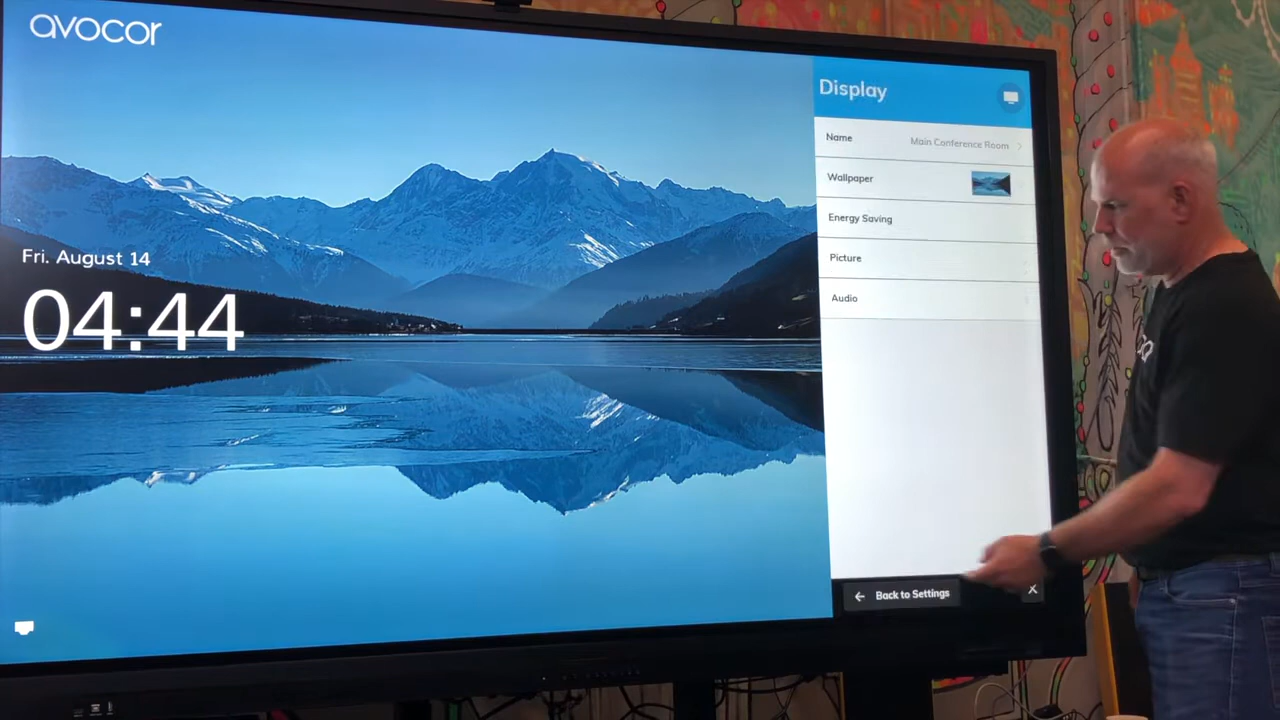 avocor
Fri. August 14
04:44
Display
Name Main Conference Room
Wallpaper
Energy Saving
Picture
Audio
Back to Settings
X